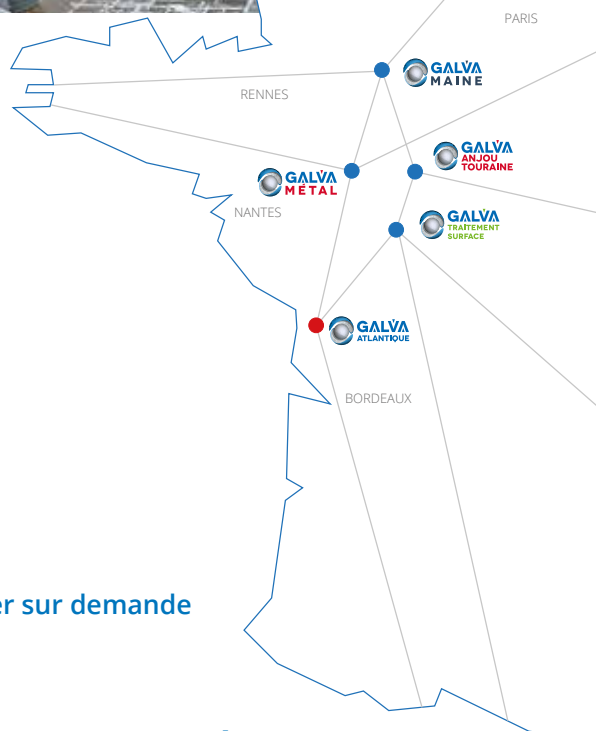 PARIS
GALVA
MAINE
RENNES
GALVA
ANJOU
TOURAINE
GALVA
MÉTAL
NANTES
GALVA
TRAITEMENT
SURFACE
GALVA
ATLANTIQUE
BORDEAUX
er sur demande